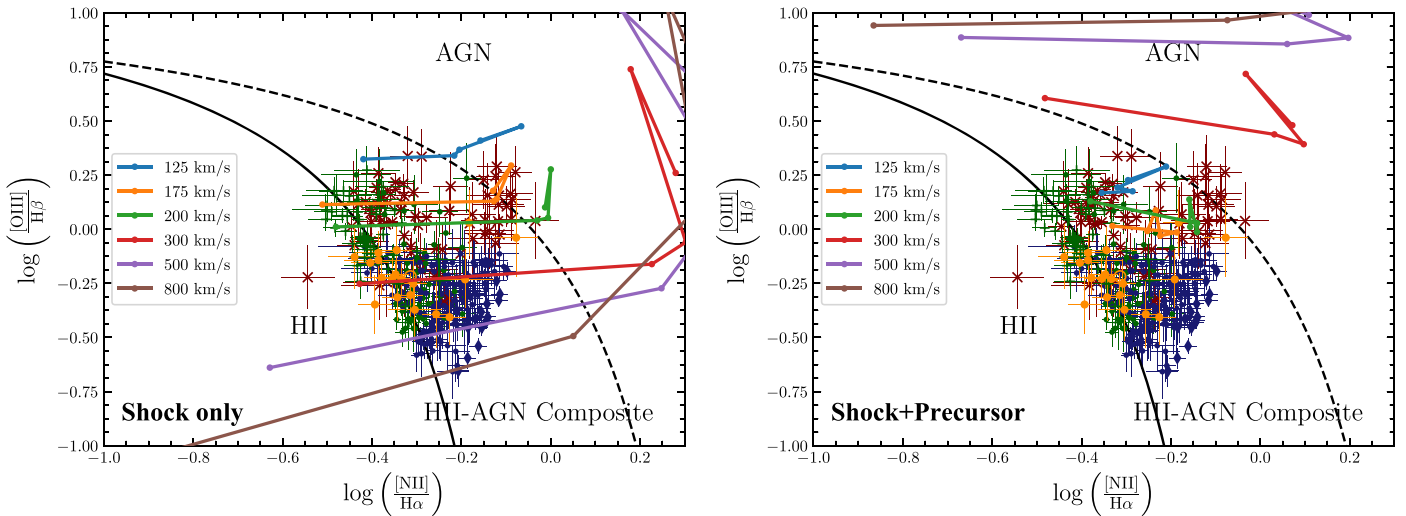 1.00
0.75
0.50
0.25
0.00
−0.25
−0.50
−0.75
−1.00
log ([OIII]/Hβ)
AGN
125 km/s
175 km/s
200 km/s
300 km/s
500 km/s
800 km/s
HII
Shock only
HII-AGN Composite
−1.0 −0.8 −0.6 −0.4 −0.2 0.0 0.2
log ([NII]/Hα)
1.00
0.75
0.50
0.25
0.00
−0.25
−0.50
−0.75
−1.00
log ([OIII]/Hβ)
AGN
125 km/s
175 km/s
200 km/s
300 km/s
500 km/s
800 km/s
HII
Shock+Precursor
HII-AGN Composite
−1.0 −0.8 −0.6 −0.4 −0.2 0.0 0.2
log ([NII]/Hα)